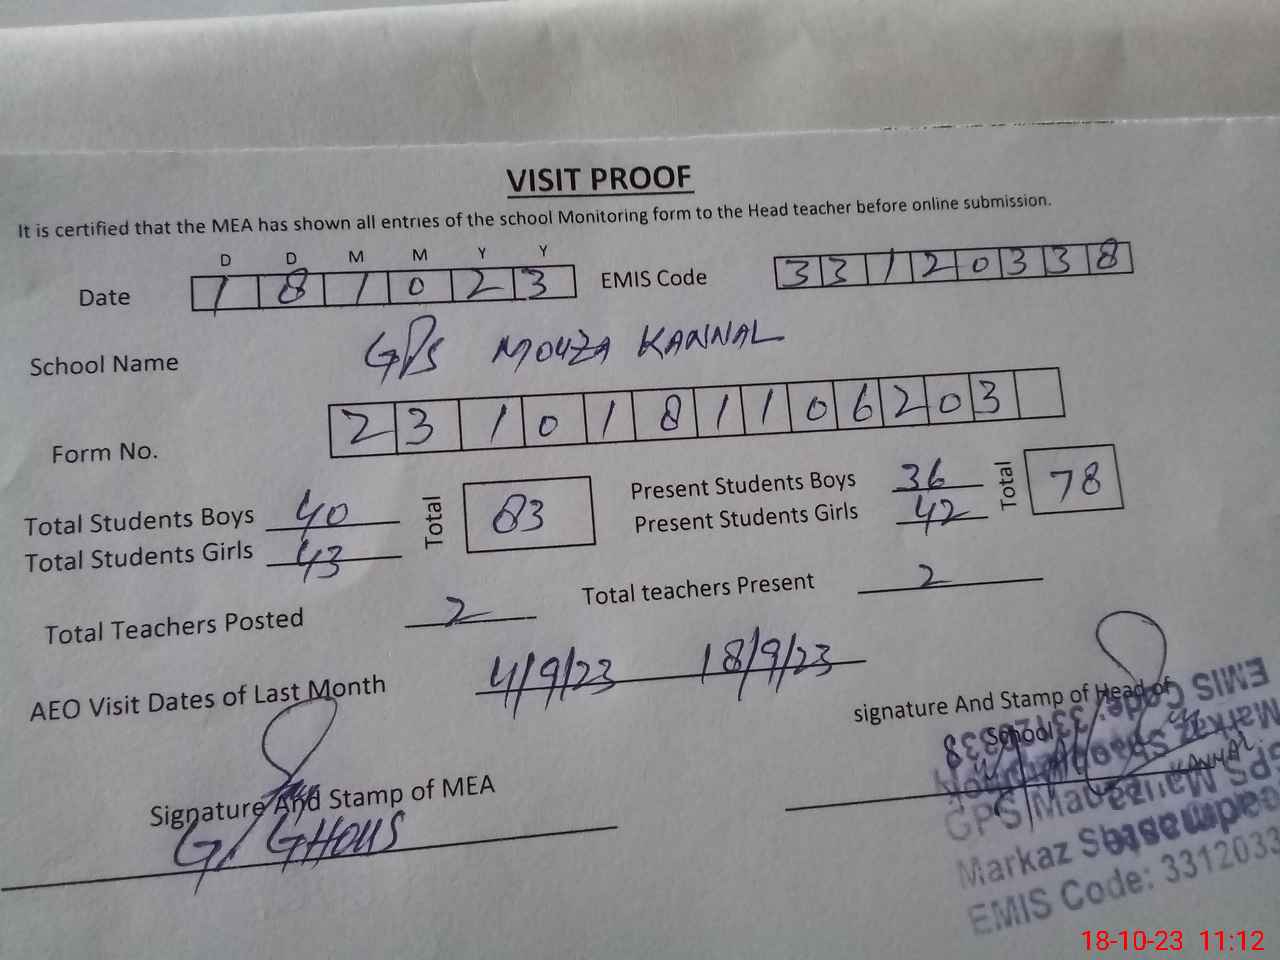 VISIT PROOF
It is certified that the MEA has shown all entries of the school Monitoring form to the Head teacher before online submission.
D D M M Y Y
Date 1 8 1 0 2 3 EMIS Code 3 3 1 2 0 3 3 8
School Name GPS MOUZA KANNAL
Form No. 2 3 1 0 1 8 1 1 0 6 2 0 3
Total Students Boys 40 Total 83 Present Students Boys 36 Total 78
Total Students Girls 43 Present Students Girls 42
Total Teachers Posted 2 Total teachers Present 2
AEO Visit Dates of Last Month 4/9/23 18/9/23
signature And Stamp of Head of
School
Signature And Stamp of MEA
G/ GHOUS
KANNAL
EMIS Code: 33120338
GPS
Markaz
EMIS Code: 3312033
18-10-23 11:12